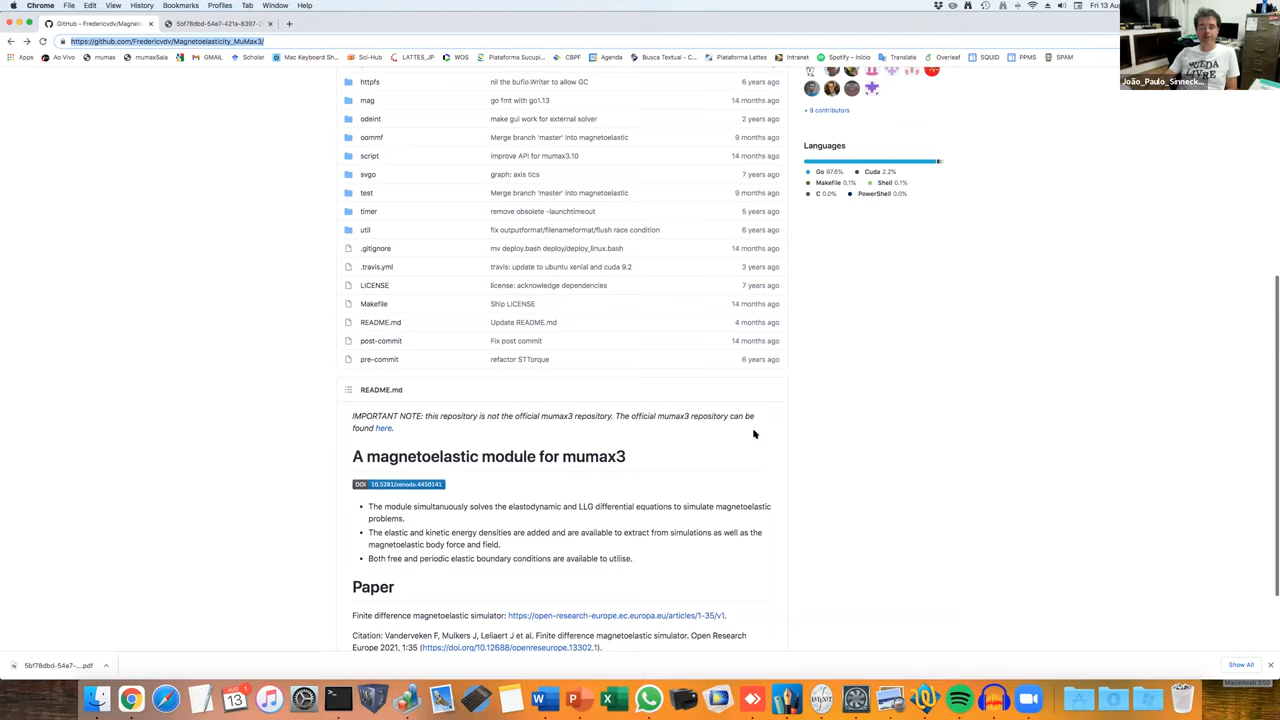 Chrome File Edit View History Bookmarks Profiles Tab Window Help
Fri 13 Au
GitHub - Fredericvdv/Magnet
5bf78dbd-54e7-421a-8397-2
https://github.com/Fredericvdv/Magnetoelasticity_MuMax3/
Apps Ao Vivo mumax mumaxSaia GMAIL Scholar Mac Keyboard Sh... Sci-Hub LATTES_JP WOS Plataforma Sucupi... CBPF Agenda Busca Textual - C... Plataforma Lattes Intranet Spotify – Início Translate Overleaf SQUID PPMS SPAM
João_Paulo_Sinneck...
httpfs nil the bufio.Writer to allow GC 6 years ago
mag go fmt with go1.13 14 months ago
odeint make gui work for external solver 2 years ago
oommf Merge branch 'master' into magnetoelastic 9 months ago
script Improve API for mumax3.10 14 months ago
svgo graph: axis tics 7 years ago
test Merge branch 'master' into magnetoelastic 9 months ago
timer remove obsolete -launchtimeout 5 years ago
util fix outputformat/filenameformat/flush race condition 6 years ago
.gitignore mv deploy.bash deploy/deploy_linux.bash 14 months ago
.travis.yml travis: update to ubuntu xenial and cuda 9.2 3 years ago
LICENSE license: acknowledge dependencies 7 years ago
Makefile Ship LICENSE 14 months ago
README.md Update README.md 4 months ago
post-commit Fix post commit 14 months ago
pre-commit refactor STTorque 6 years ago
+ 9 contributors
Languages
Go 97.6% Cuda 2.2%
Makefile 0.1% Shell 0.1%
C 0.0% PowerShell 0.0%
README.md
IMPORTANT NOTE: this repository is not the official mumax3 repository. The official mumax3 repository can be
found here.
A magnetoelastic module for mumax3
DOI 10.5281/zenodo.4450141
• The module simultaneously solves the elastodynamic and LLG differential equations to simulate magnetoelastic
problems.
• The elastic and kinetic energy densities are added and are available to extract from simulations as well as the
magnetoelastic body force and field.
• Both free and periodic elastic boundary conditions are available to utilise.
Paper
Finite difference magnetoelastic simulator: https://open-research-europe.ec.europa.eu/articles/1-35/v1.
Citation: Vanderveken F, Mulkers J, Leliaert J et al. Finite difference magnetoelastic simulator. Open Research
Europe 2021, 1:35 (https://doi.org/10.12688/openreseurope.13302.1).
5bf78dbd-54e7-....pdf
Show All
Macintosh SSD
AUG
13